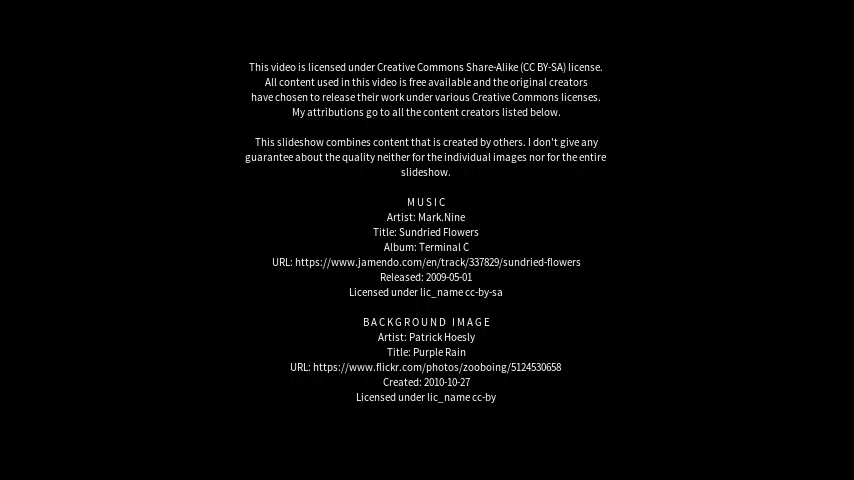 This video is licensed under Creative Commons Share-Alike (CC BY-SA) license.
All content used in this video is free available and the original creators
have chosen to release their work under various Creative Commons licenses.
My attributions go to all the content creators listed below.
This slideshow combines content that is created by others. I don't give any
guarantee about the quality neither for the individual images nor for the entire
slideshow.
M U S I C
Artist: Mark.Nine
Title: Sundried Flowers
Album: Terminal C
URL: https://www.jamendo.com/en/track/337829/sundried-flowers
Released: 2009-05-01
Licensed under lic_name cc-by-sa
B A C K G R O U N D   I M A G E
Artist: Patrick Hoesly
Title: Purple Rain
URL: https://www.flickr.com/photos/zooboing/5124530658
Created: 2010-10-27
Licensed under lic_name cc-by